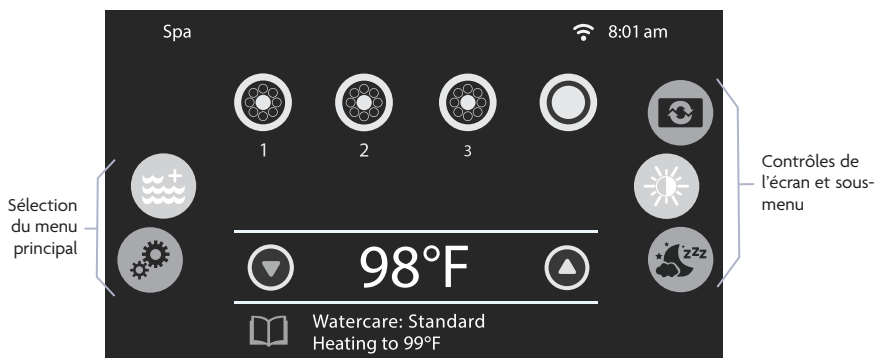 Spa
8:01 am
1
2
3
Sélection
du menu
principal
Contrôles de
l'écran et sous-
menu
zzz
98°F
Watercare: Standard
Heating to 99°F